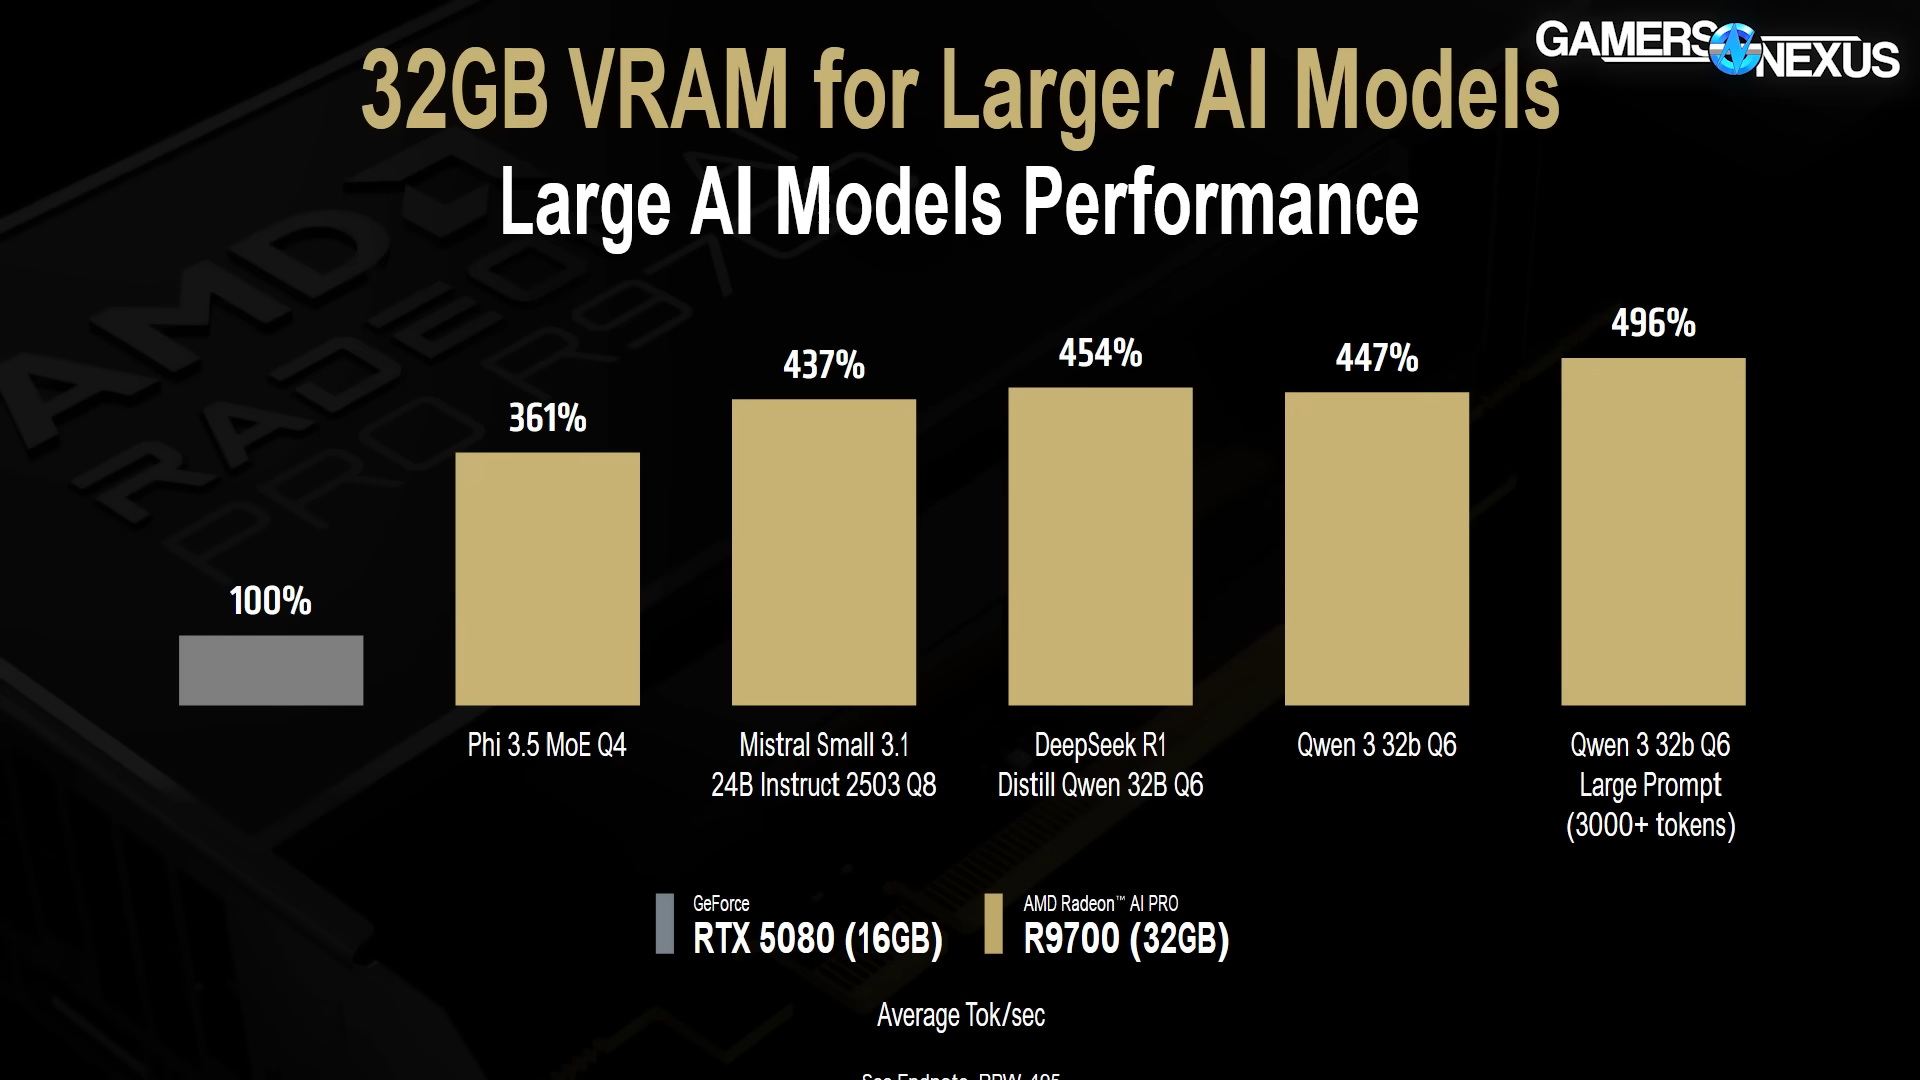 GAMERS NEXUS
32GB VRAM for Larger AI Models
Large AI Models Performance
100%
361%
437%
454%
447%
496%
Phi 3.5 MoE Q4
Mistral Small 3.1
24B Instruct 2503 Q8
DeepSeek R1
Distill Qwen 32B Q6
Qwen 3 32b Q6
Qwen 3 32b Q6
Large Prompt
(3000+ tokens)
GeForce
RTX 5080 (16GB)
AMD Radeon™ AI PRO
R9700 (32GB)
Average Tok/sec
AMD
RADEON